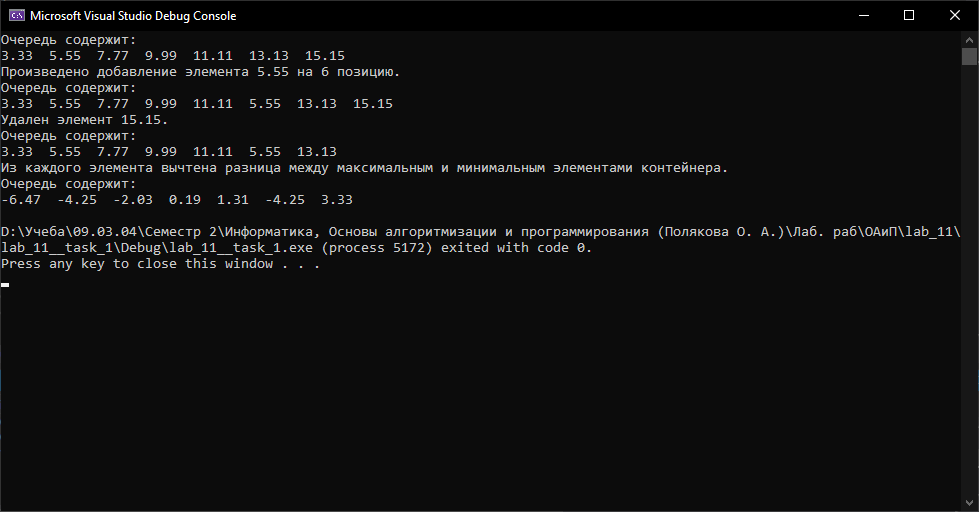 Microsoft Visual Studio Debug Console
Очередь содержит:
3.33 5.55 7.77 9.99 11.11 13.13 15.15
Произведено добавление элемента 5.55 на 6 позицию.
Очередь содержит:
3.33 5.55 7.77 9.99 11.11 5.55 13.13 15.15
Удален элемент 15.15.
Очередь содержит:
3.33 5.55 7.77 9.99 11.11 5.55 13.13
Из каждого элемента вычтена разница между максимальным и минимальным элементами контейнера.
Очередь содержит:
-6.47 -4.25 -2.03 0.19 1.31 -4.25 3.33
D:\Учеба\09.03.04\Семестр 2\Информатика, Основы алгоритмизации и программирования (Полякова О. А.)\Лаб. раб\ОАиП\lab_11\
lab_11__task_1\Debug\lab_11__task_1.exe (process 5172) exited with code 0.
Press any key to close this window . . .